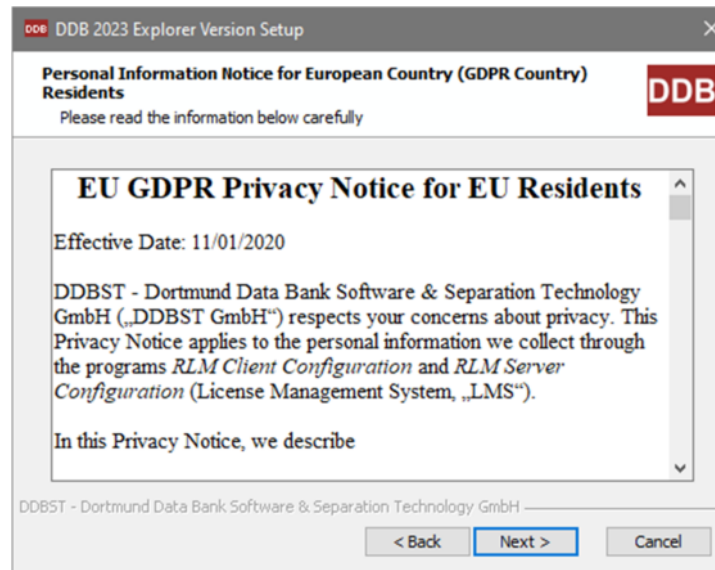 DDB DDB 2023 Explorer Version Setup
Personal Information Notice for European Country (GDPR Country)
Residents
Please read the information below carefully
DDB
EU GDPR Privacy Notice for EU Residents
Effective Date: 11/01/2020
DDBST - Dortmund Data Bank Software & Separation Technology
GmbH („DDBST GmbH“) respects your concerns about privacy. This
Privacy Notice applies to the personal information we collect through
the programs RLM Client Configuration and RLM Server
Configuration (License Management System, „LMS“).
In this Privacy Notice, we describe
DDBST - Dortmund Data Bank Software & Separation Technology GmbH
< Back Next > Cancel